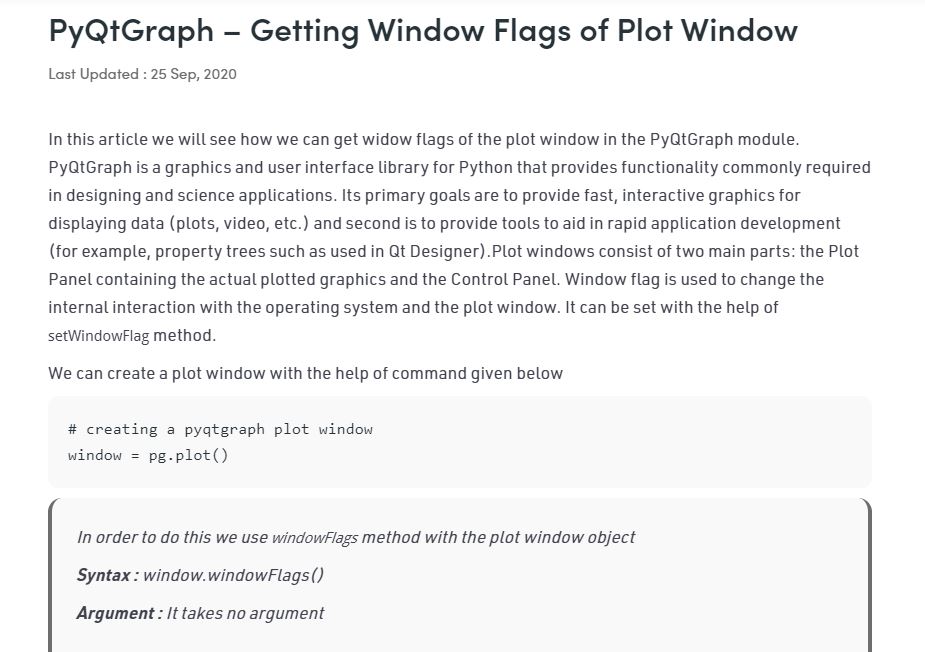 PyQtGraph – Getting Window Flags of Plot Window
Last Updated : 25 Sep, 2020
In this article we will see how we can get widow flags of the plot window in the PyQtGraph module.
PyQtGraph is a graphics and user interface library for Python that provides functionality commonly required
in designing and science applications. Its primary goals are to provide fast, interactive graphics for
displaying data (plots, video, etc.) and second is to provide tools to aid in rapid application development
(for example, property trees such as used in Qt Designer).Plot windows consist of two main parts: the Plot
Panel containing the actual plotted graphics and the Control Panel. Window flag is used to change the
internal interaction with the operating system and the plot window. It can be set with the help of
setWindowFlag method.
We can create a plot window with the help of command given below
# creating a pyqtgraph plot window
window = pg.plot()
In order to do this we use windowFlags method with the plot window object
Syntax : window.windowFlags()
Argument : It takes no argument